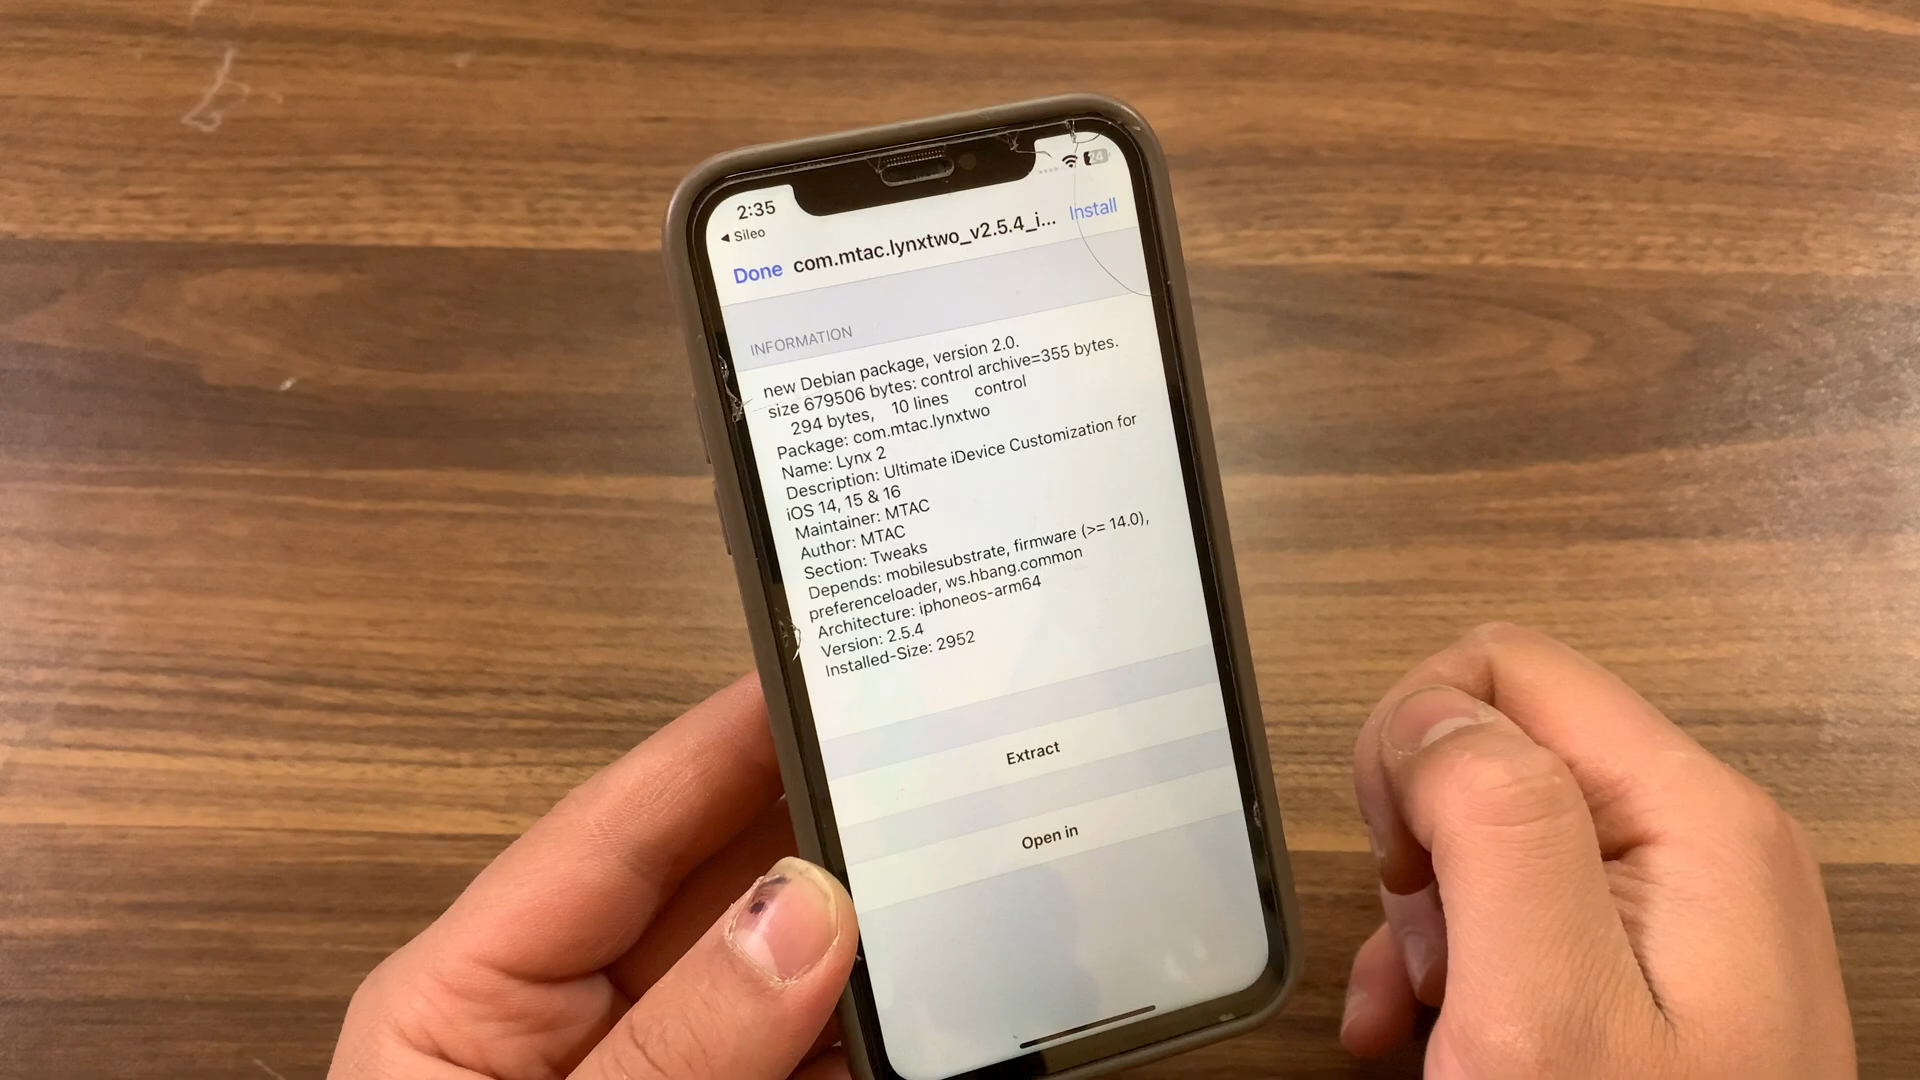 2:35
24
◀ Sileo
Done com.mtac.lynxtwo_v2.5.4_i... Install
INFORMATION
new Debian package, version 2.0.
size 679506 bytes: control archive=355 bytes.
294 bytes, 10 lines control
Package: com.mtac.lynxtwo
Name: Lynx 2
Description: Ultimate iDevice Customization for
iOS 14, 15 & 16
Maintainer: MTAC
Author: MTAC
Section: Tweaks
Depends: mobilesubstrate, firmware (>= 14.0),
preferenceloader, ws.hbang.common
Architecture: iphoneos-arm64
Version: 2.5.4
Installed-Size: 2952
Extract
Open in